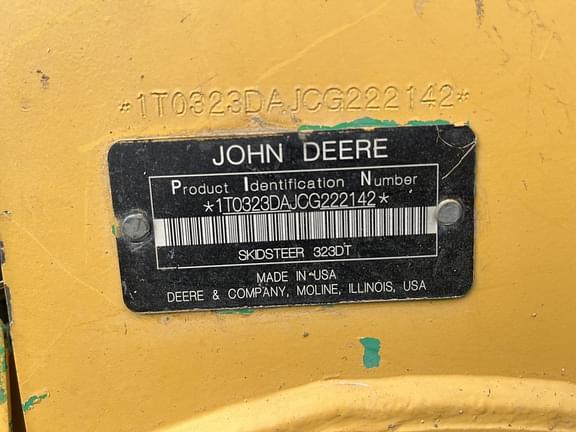 *1T0323DAJCG222142*
JOHN DEERE
Product Identification Number
*1T0323DAJCG222142*
SKIDSTEER 323DT
MADE IN USA
DEERE & COMPANY, MOLINE, ILLINOIS, USA